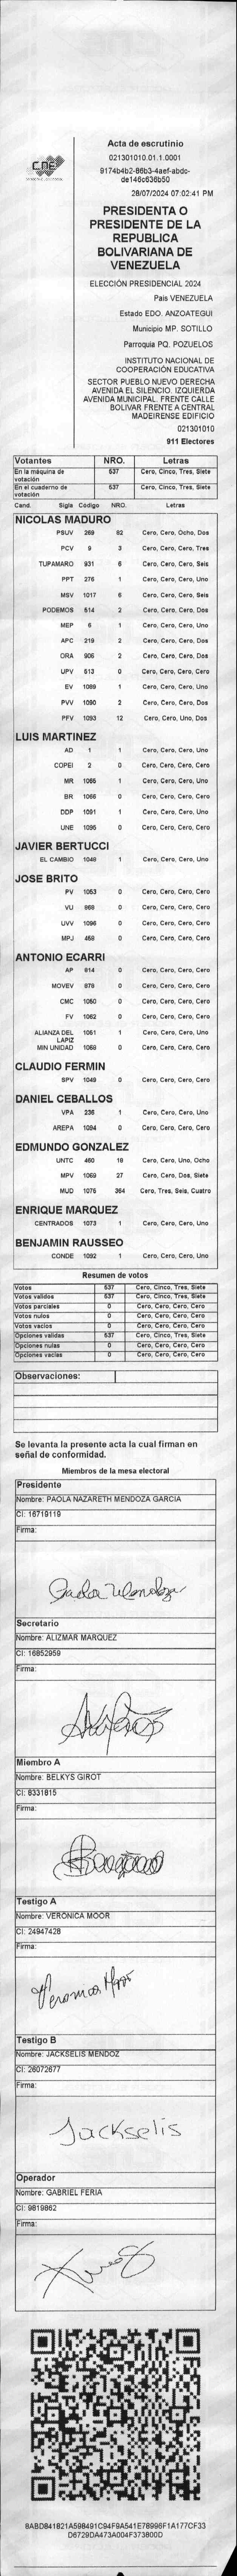 CNE
Acta de escrutinio
021301010.01.1.0001
9174b4b2-86b3-4aef-abdc-
de146c636b50
28/07/2024 07:02:41 PM
PRESIDENTA O
PRESIDENTE DE LA
REPUBLICA
BOLIVARIANA DE
VENEZUELA
ELECCIÓN PRESIDENCIAL 2024
Pais VENEZUELA
Estado EDO. ANZOATEGUI
Municipio MP. SOTILLO
Parroquia PQ. POZUELOS
INSTITUTO NACIONAL DE
COOPERACIÓN EDUCATIVA
SECTOR PUEBLO NUEVO DERECHA
AVENIDA EL SILENCIO. IZQUIERDA
AVENIDA MUNICIPAL. FRENTE CALLE
BOLIVAR FRENTE A CENTRAL
MADEIRENSE EDIFICIO
021301010
911 Electores
Votantes NRO. Letras
En la máquina de votación 537 Cero, Cinco, Tres, Siete
En el cuaderno de votación 537 Cero, Cinco, Tres, Siete
Cand. Sigla Código NRO. Letras
NICOLAS MADURO
PSUV 269 82 Cero, Cero, Ocho, Dos
PCV 9 3 Cero, Cero, Cero, Tres
TUPAMARO 931 6 Cero, Cero, Cero, Seis
PPT 276 1 Cero, Cero, Cero, Uno
MSV 1017 6 Cero, Cero, Cero, Seis
PODEMOS 514 2 Cero, Cero, Cero, Dos
MEP 6 1 Cero, Cero, Cero, Uno
APC 219 2 Cero, Cero, Cero, Dos
ORA 906 2 Cero, Cero, Cero, Dos
UPV 513 0 Cero, Cero, Cero, Cero
EV 1089 1 Cero, Cero, Cero, Uno
PVV 1090 2 Cero, Cero, Cero, Dos
PFV 1093 12 Cero, Cero, Uno, Dos
LUIS MARTINEZ
AD 1 1 Cero, Cero, Cero, Uno
COPEI 2 0 Cero, Cero, Cero, Cero
MR 1065 1 Cero, Cero, Cero, Uno
BR 1066 0 Cero, Cero, Cero, Cero
DDP 1091 1 Cero, Cero, Cero, Uno
UNE 1095 0 Cero, Cero, Cero, Cero
JAVIER BERTUCCI
EL CAMBIO 1048 1 Cero, Cero, Cero, Uno
JOSE BRITO
PV 1053 0 Cero, Cero, Cero, Cero
VU 868 0 Cero, Cero, Cero, Cero
UVV 1096 0 Cero, Cero, Cero, Cero
MPJ 458 0 Cero, Cero, Cero, Cero
ANTONIO ECARRI
AP 814 0 Cero, Cero, Cero, Cero
MOVEV 879 0 Cero, Cero, Cero, Cero
CMC 1050 0 Cero, Cero, Cero, Cero
FV 1062 0 Cero, Cero, Cero, Cero
ALIANZA DEL LAPIZ 1051 1 Cero, Cero, Cero, Uno
MIN UNIDAD 1058 0 Cero, Cero, Cero, Cero
CLAUDIO FERMIN
SPV 1049 0 Cero, Cero, Cero, Cero
DANIEL CEBALLOS
VPA 236 1 Cero, Cero, Cero, Uno
AREPA 1094 0 Cero, Cero, Cero, Cero
EDMUNDO GONZALEZ
UNTC 460 18 Cero, Cero, Uno, Ocho
MPV 1069 27 Cero, Cero, Dos, Siete
MUD 1075 364 Cero, Tres, Seis, Cuatro
ENRIQUE MARQUEZ
CENTRADOS 1073 1 Cero, Cero, Cero, Uno
BENJAMIN RAUSSEO
CONDE 1092 1 Cero, Cero, Cero, Uno
Resumen de votos
Votos 537 Cero, Cinco, Tres, Siete
Votos validos 537 Cero, Cinco, Tres, Siete
Votos parciales 0 Cero, Cero, Cero, Cero
Votos nulos 0 Cero, Cero, Cero, Cero
Votos vacios 0 Cero, Cero, Cero, Cero
Opciones validas 537 Cero, Cinco, Tres, Siete
Opciones nulas 0 Cero, Cero, Cero, Cero
Opciones vacias 0 Cero, Cero, Cero, Cero
Observaciones:
Se levanta la presente acta la cual firman en
señal de conformidad.
Miembros de la mesa electoral
Presidente
Nombre: PAOLA NAZARETH MENDOZA GARCIA
CI: 16719119
Firma:
Paola Mendoza
Secretario
Nombre: ALIZMAR MARQUEZ
CI: 16852959
Firma:
Miembro A
Nombre: BELKYS GIROT
CI: 8331815
Firma:
Testigo A
Nombre: VERONICA MOOR
CI: 24947428
Firma:
Veronica Moor
Testigo B
Nombre: JACKSELIS MENDOZ
CI: 26072677
Firma:
Jackselis
Operador
Nombre: GABRIEL FERIA
CI: 9819862
Firma:
8ABD841821A598491C94F9A541E78996F1A177CF33
D6729DA473A004F373800D